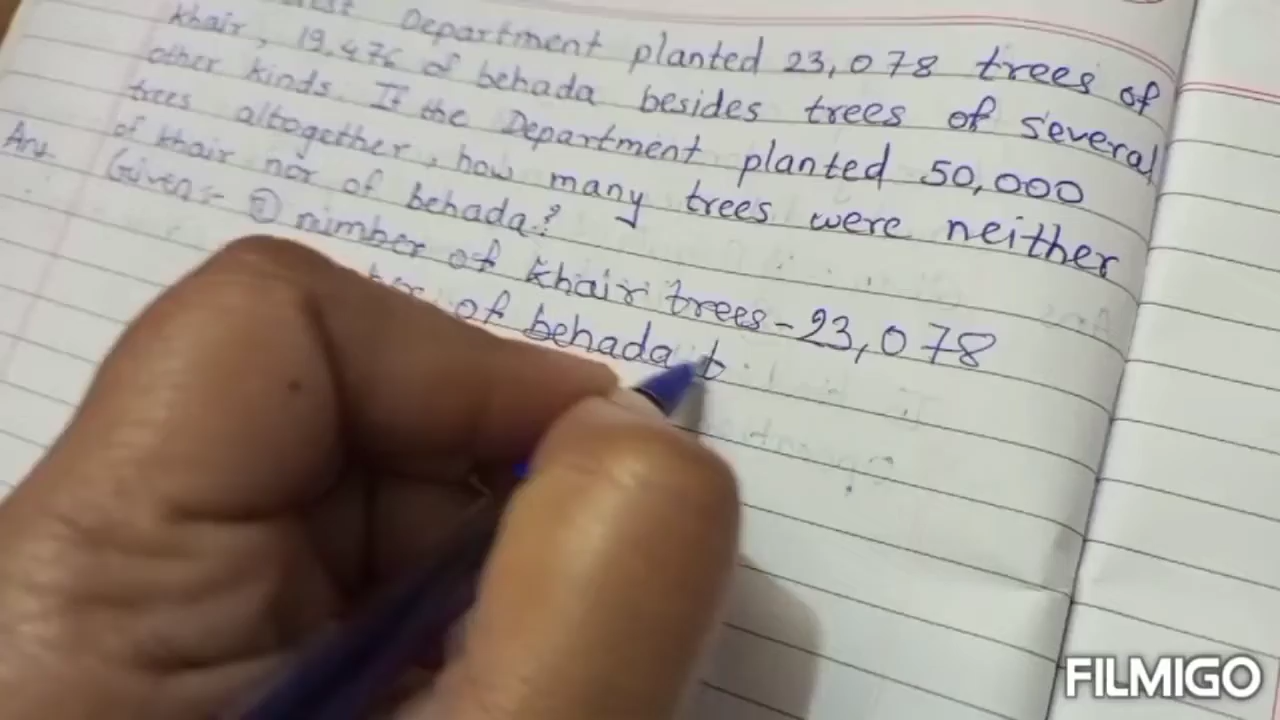 Department planted 23,078 trees of
khair, 19,476 of behada besides trees of several
other kinds. If the Department planted 50,000
trees altogether, how many trees were neither
of khair nor of behada?
Ans. Given:- ① number of khair trees - 23,078
of behada t
FILMIGO